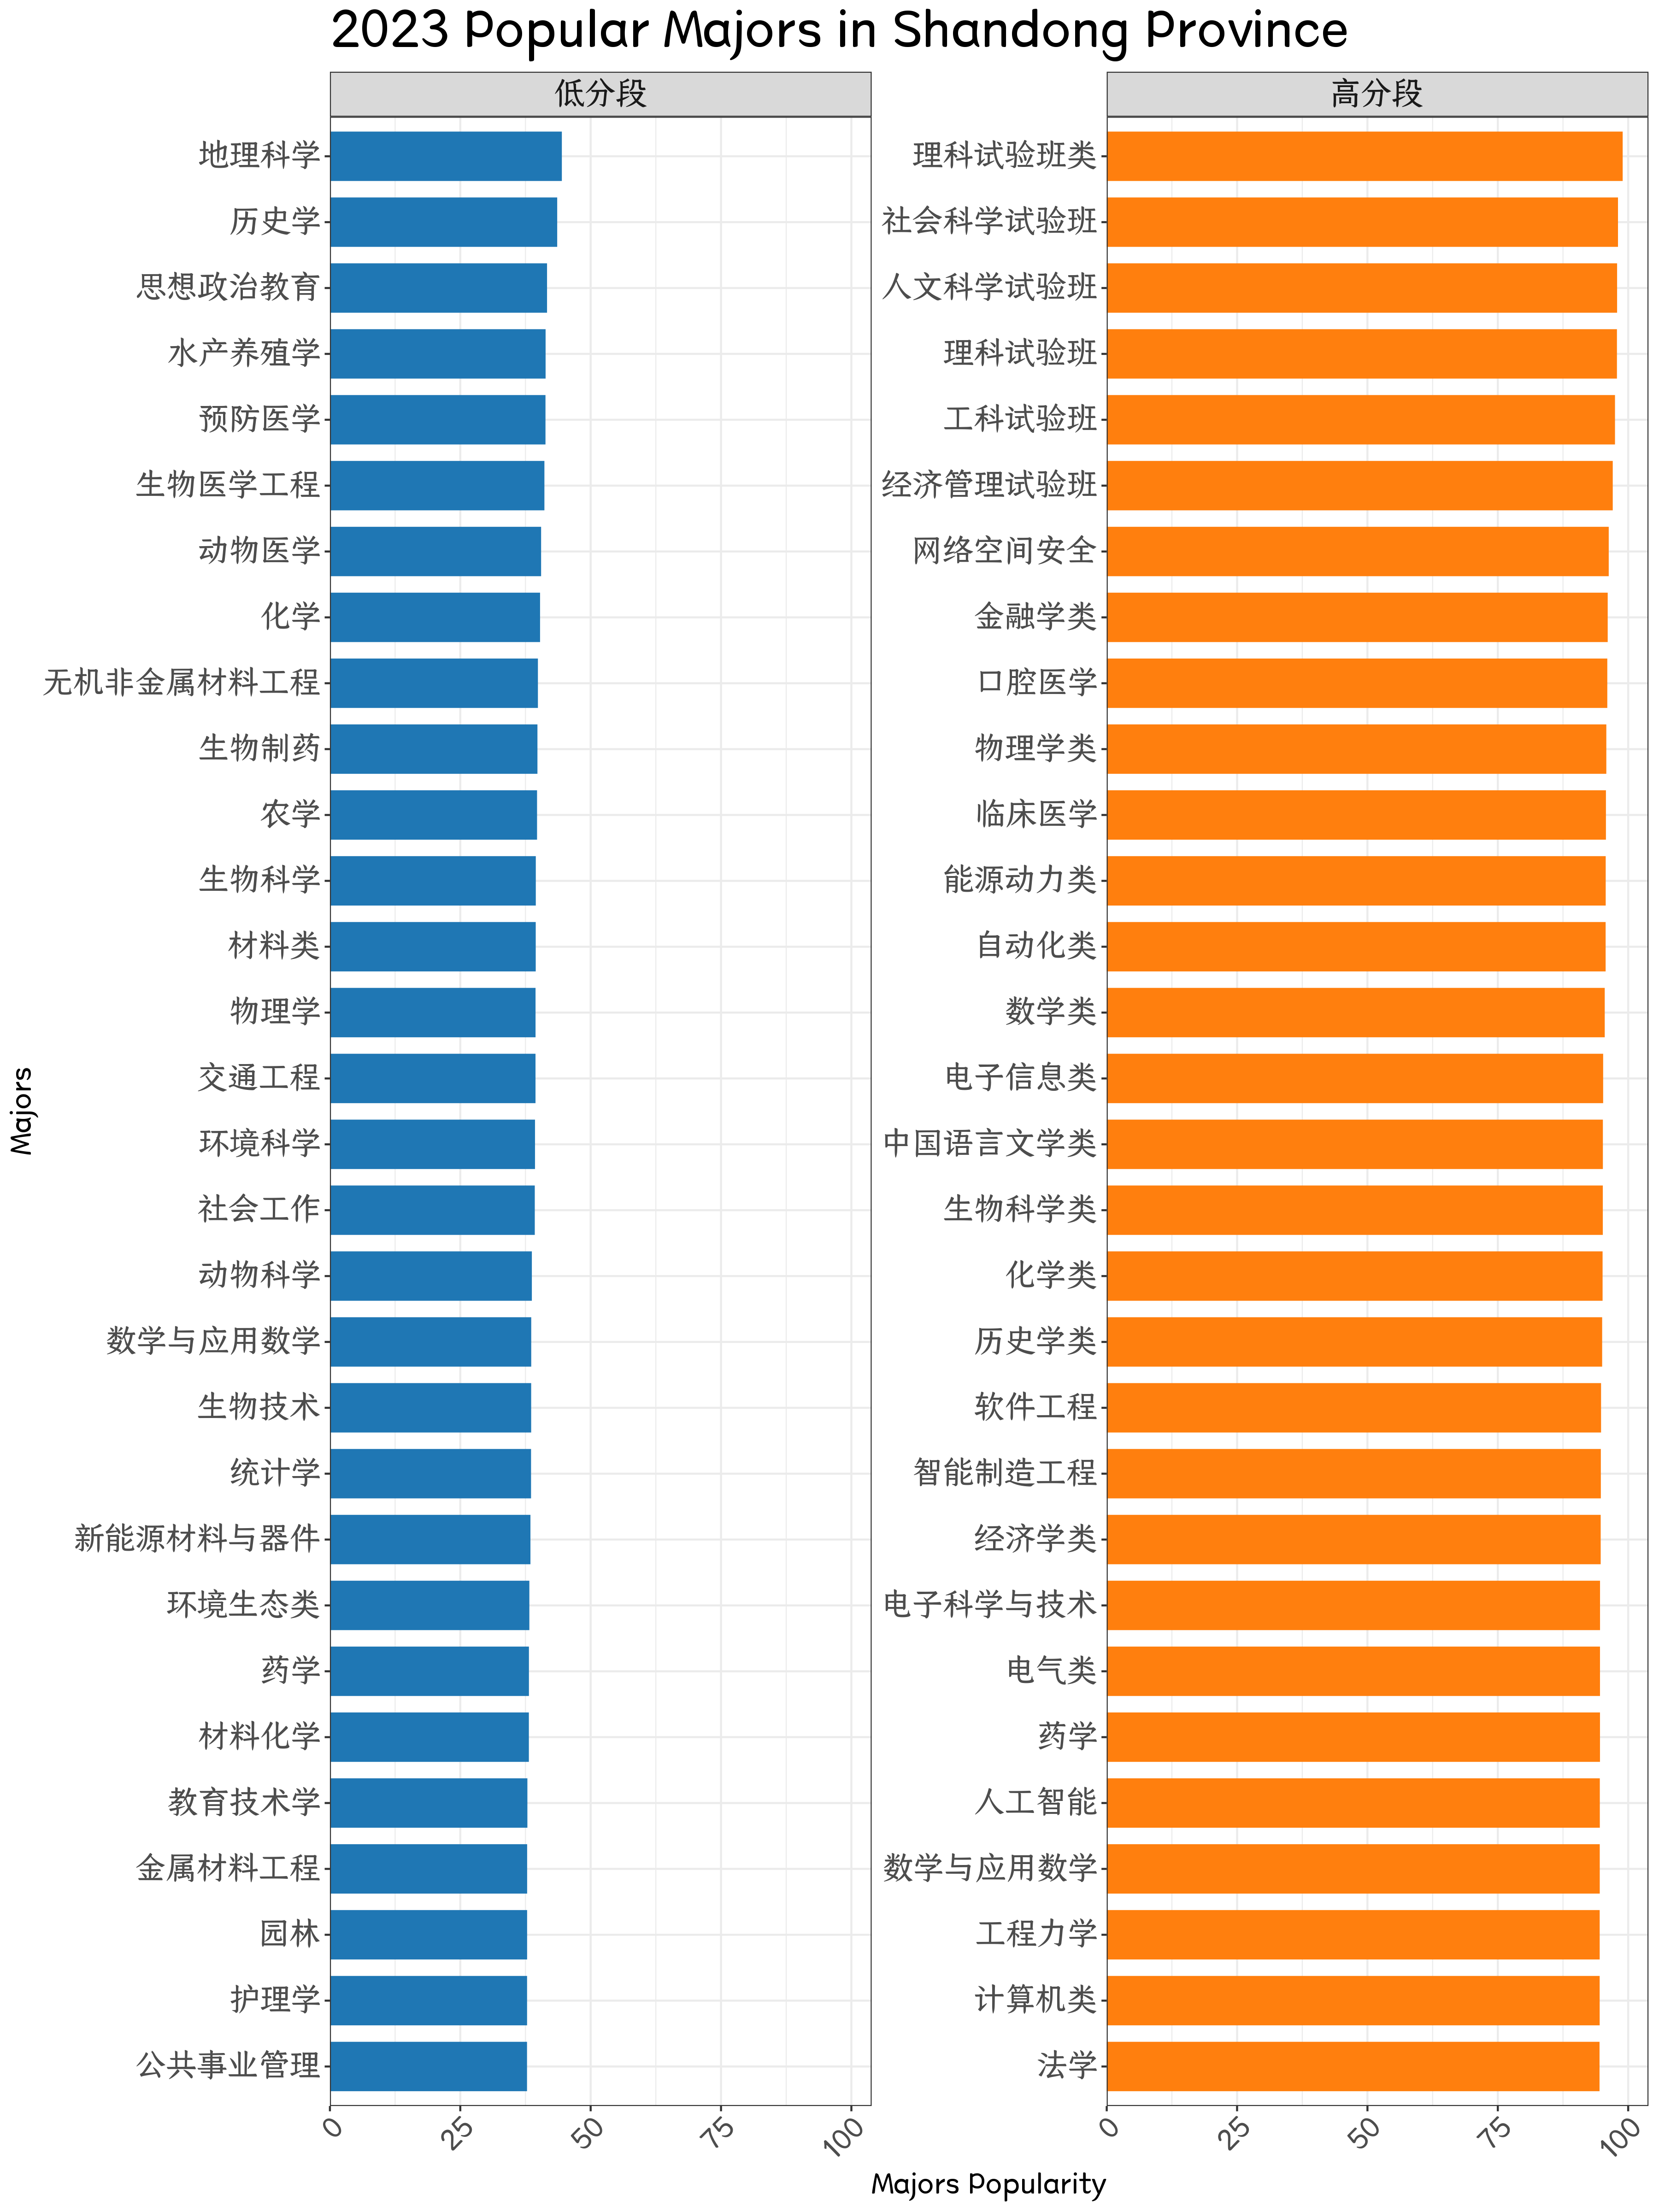 2023 Popular Majors in Shandong Province
低分段
地理科学
历史学
思想政治教育
水产养殖学
预防医学
生物医学工程
动物医学
化学
无机非金属材料工程
生物制药
农学
生物科学
材料类
物理学
交通工程
环境科学
社会工作
动物科学
数学与应用数学
生物技术
统计学
新能源材料与器件
环境生态类
药学
材料化学
教育技术学
金属材料工程
园林
护理学
公共事业管理
0
25
50
75
100
高分段
理科试验班类
社会科学试验班
人文科学试验班
理科试验班
工科试验班
经济管理试验班
网络空间安全
金融学类
口腔医学
物理学类
临床医学
能源动力类
自动化类
数学类
电子信息类
中国语言文学类
生物科学类
化学类
历史学类
软件工程
智能制造工程
经济学类
电子科学与技术
电气类
药学
人工智能
数学与应用数学
工程力学
计算机类
法学
0
25
50
75
100
Majors
Majors Popularity